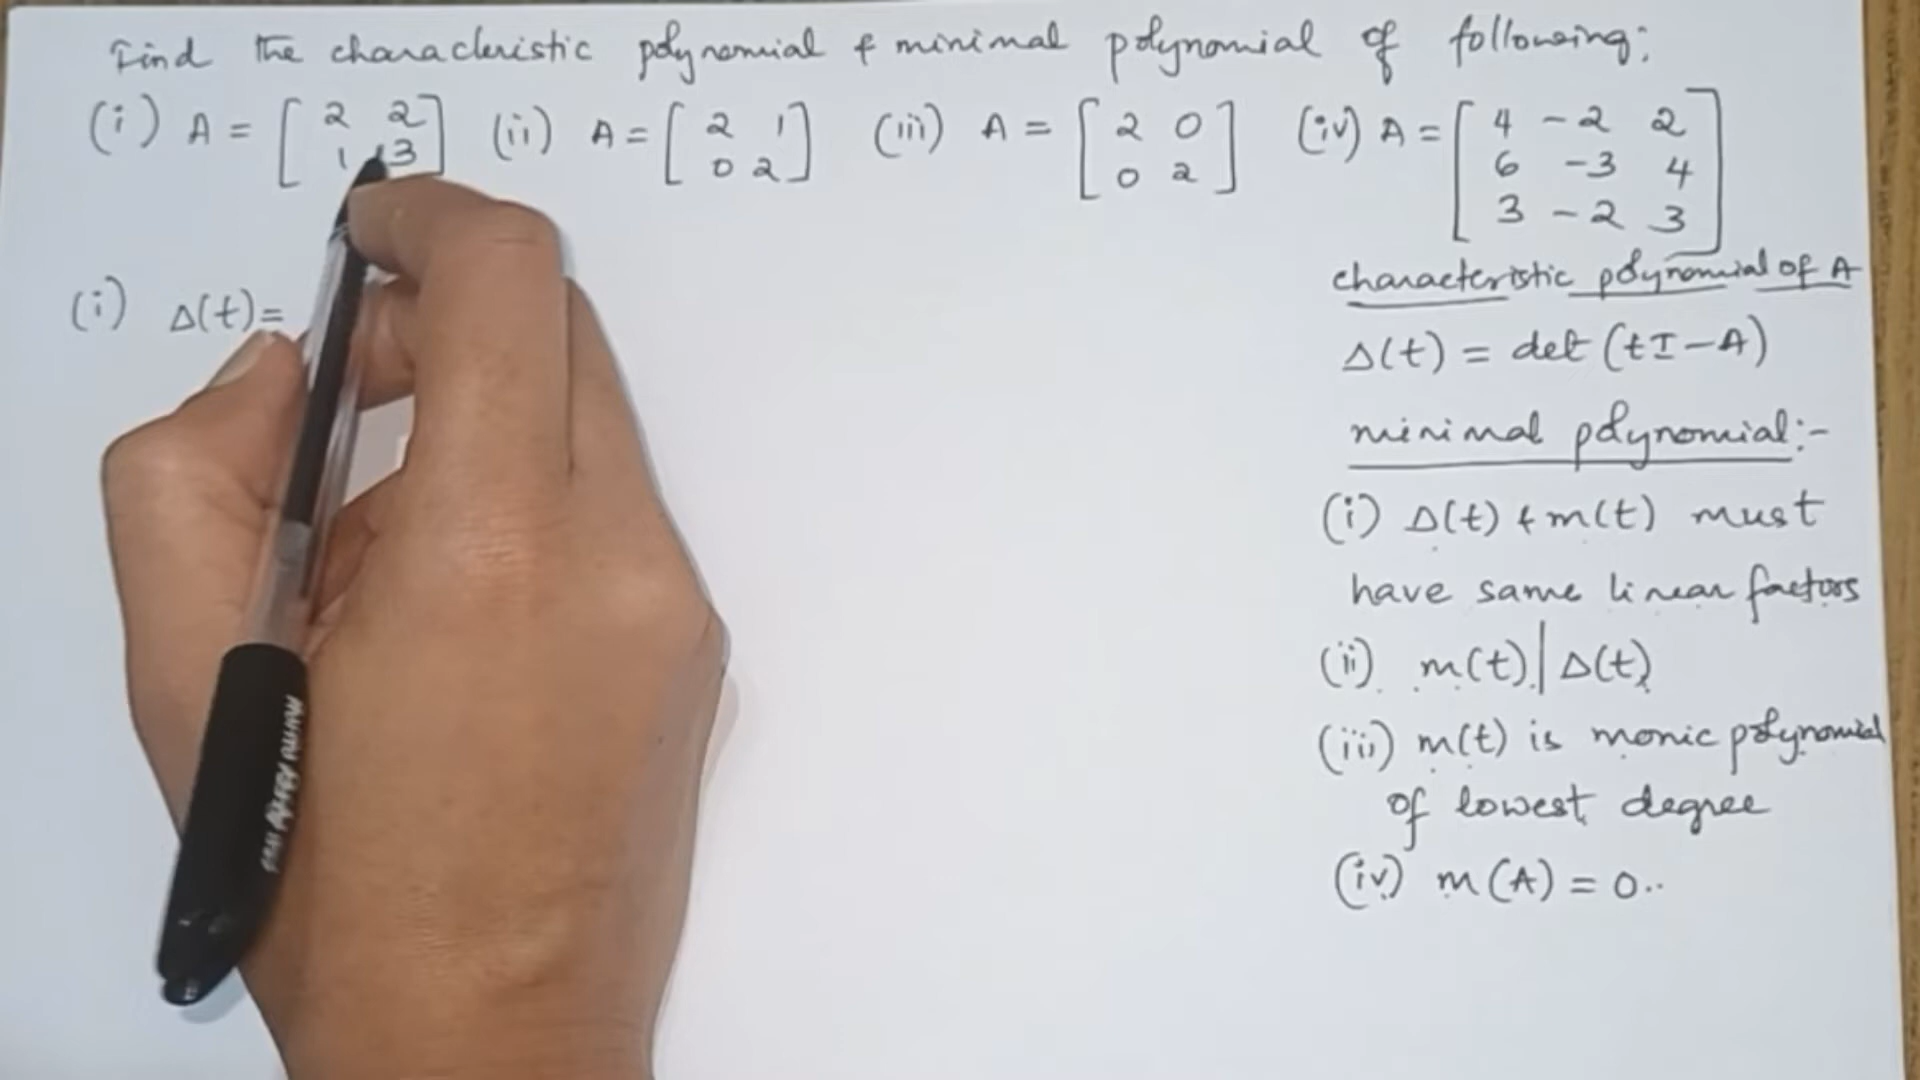 Find the characteristic polynomial & minimal polynomial of following:
(i) A = [ 2 2 (ii) A = [ 2 1 (iii) A = [ 2 0 (iv) A = [ 4 -2 2
1 3 ] 0 2 ] 0 2 ] 6 -3 4
3 -2 3 ]
(i) Δ(t) =
characteristic polynomial of A
Δ(t) = det (tI - A)
minimal polynomial:-
(i) Δ(t) & m(t) must
have same linear factors
(ii) m(t) | Δ(t)
(iii) m(t) is monic polynomial
of lowest degree
(iv) m(A) = 0..